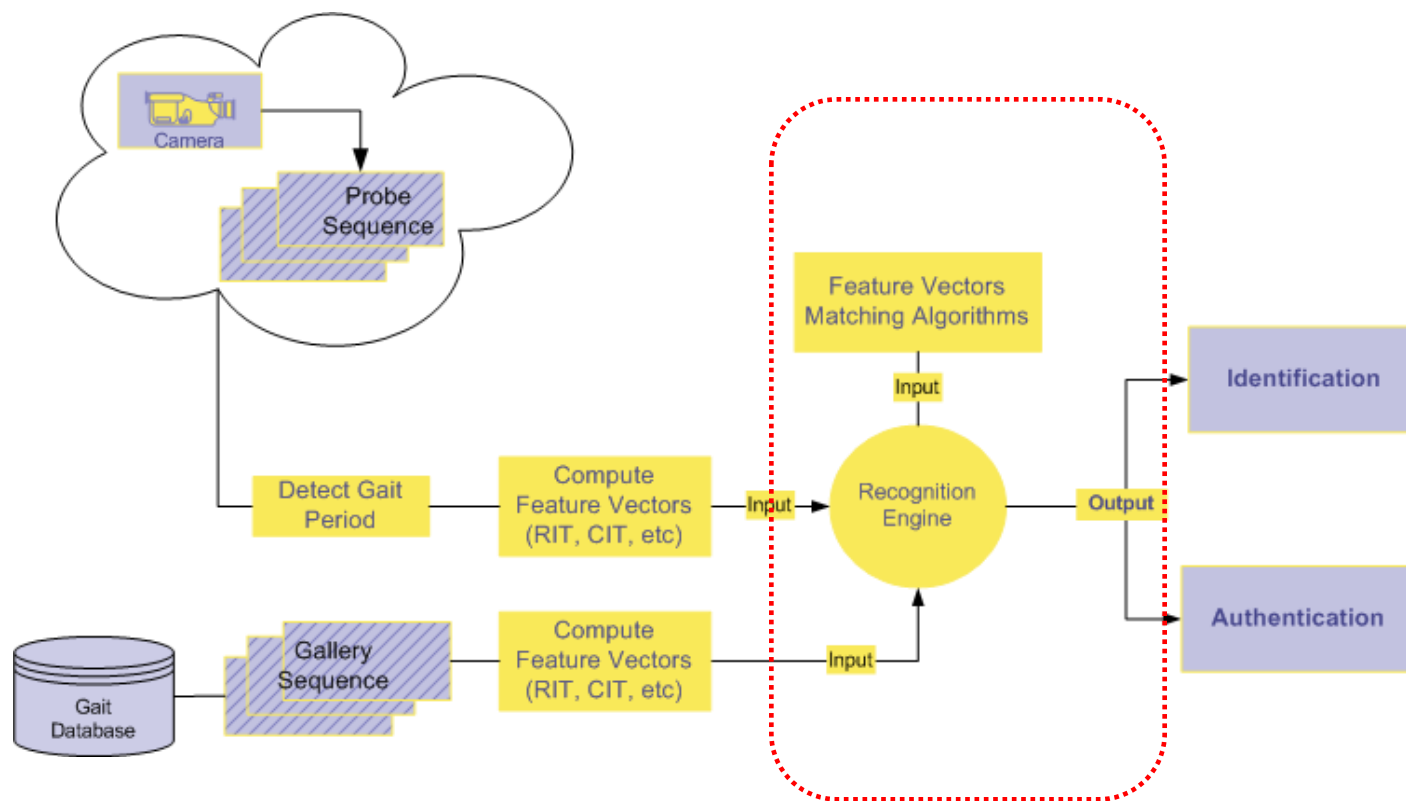 Camera
Probe
Sequence
Feature Vectors
Matching Algorithms
Input
Identification
Detect Gait
Period
Compute
Feature Vectors
(RIT, CIT, etc)
Input
Recognition
Engine
Output
Gait
Database
Gallery
Sequence
Compute
Feature Vectors
(RIT, CIT, etc)
Input
Authentication